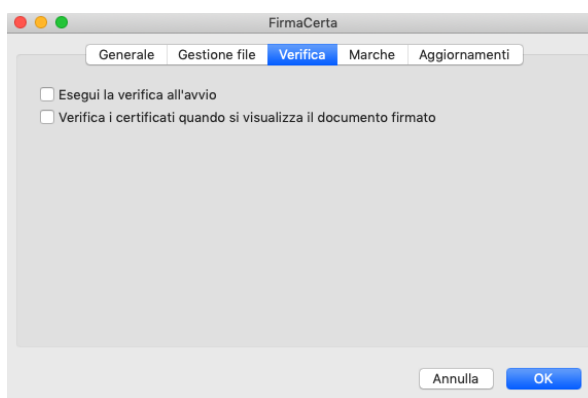 FirmaCerta
Generale Gestione file Verifica Marche Aggiornamenti
Esegui la verifica all'avvio
Verifica i certificati quando si visualizza il documento firmato
Annulla OK